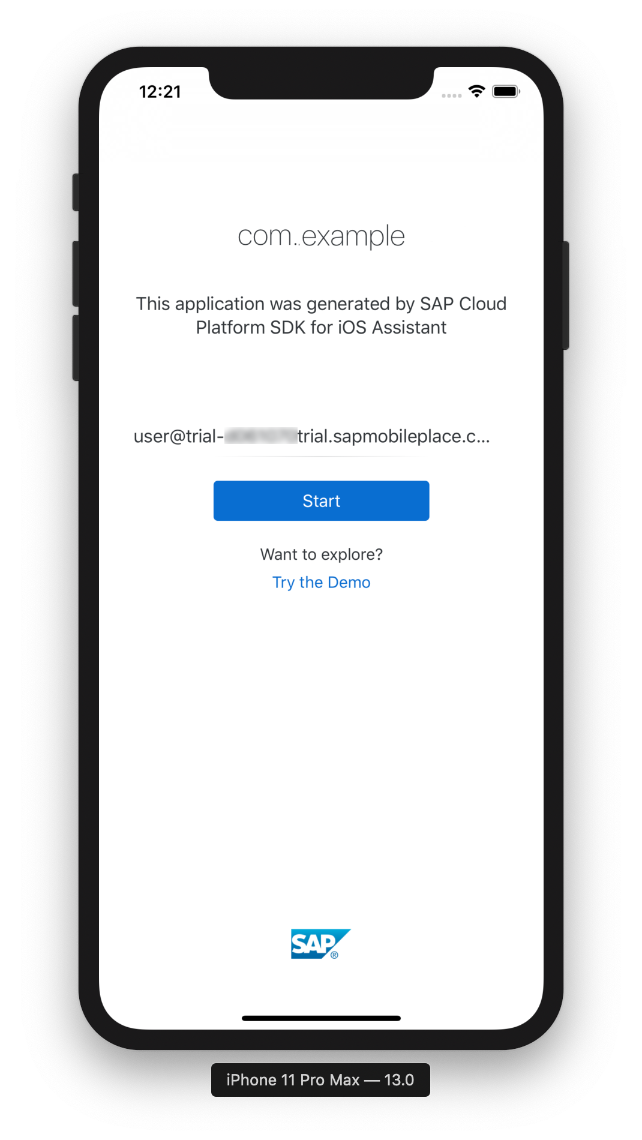 12:21
com.example
This application was generated by SAP Cloud
Platform SDK for iOS Assistant
user@trial-trial.sapmobileplace.c...
Start
Want to explore?
Try the Demo
SAP®
iPhone 11 Pro Max — 13.0